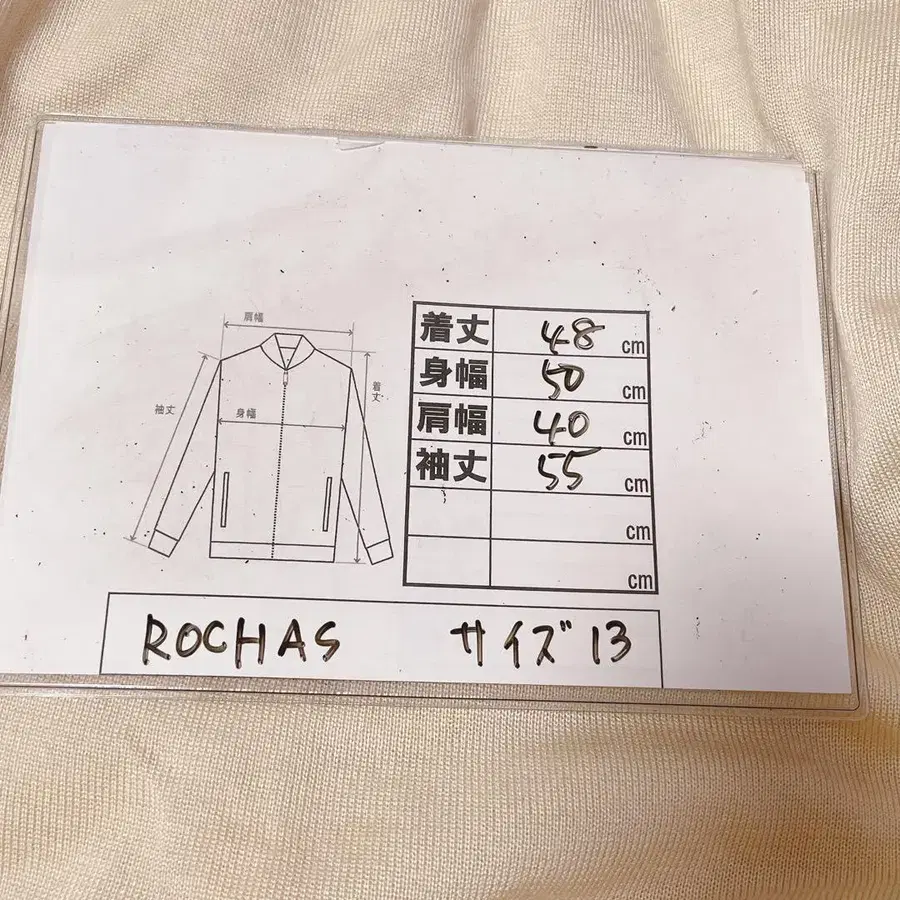 肩幅
袖丈
身幅
着丈
着丈 48 cm
身幅 50 cm
肩幅 40 cm
袖丈 55 cm
cm
cm
ROCHAS サイズ 13